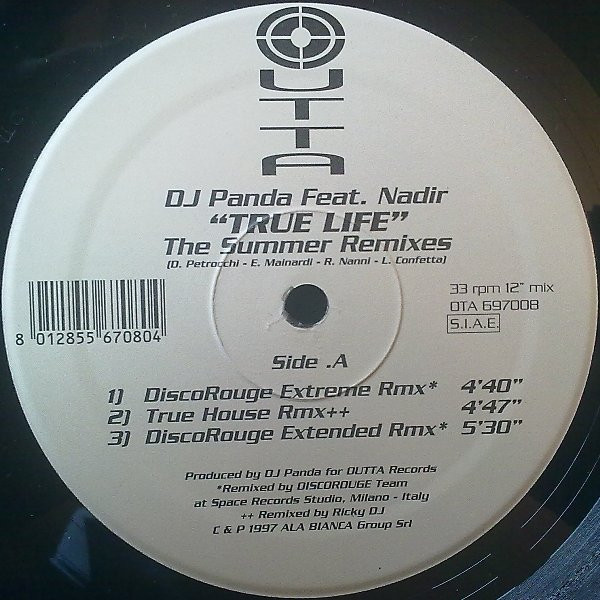 OUTTA
DJ Panda Feat. Nadir
"TRUE LIFE"
The Summer Remixes
(D. Petrocchi - E. Mainardi - R. Nanni - L. Confetta)
33 rpm 12" mix
OTA 697008
S.I.A.E.
8 012855 670804
Side .A
1) DiscoRouge Extreme Rmx* 4'40"
2) True House Rmx++ 4'47"
3) DiscoRouge Extended Rmx* 5'30"
Produced by DJ Panda for OUTTA Records
*Remixed by DISCOROUGE Team
at Space Records Studio, Milano - Italy
++ Remixed by Ricky DJ
C & P 1997 ALA BIANCA Group Srl